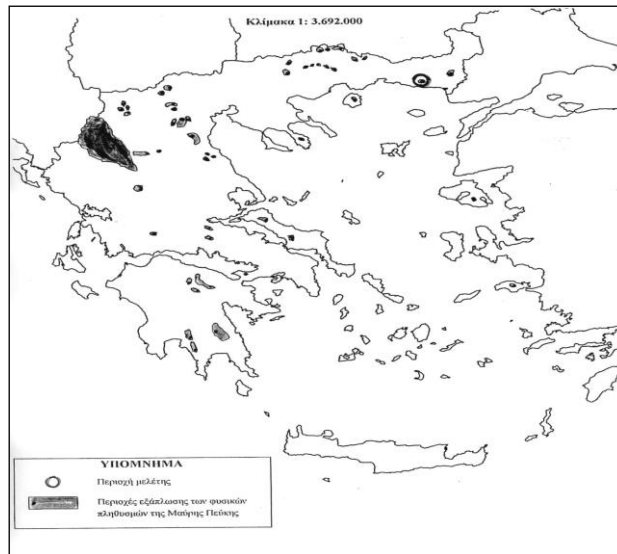 Κλίμακα 1: 3.692.000
ΥΠΟΜΝΗΜΑ
Περιοχή μελέτης
Περιοχές εξάπλωσης των φυσικών
πληθυσμών της Μαύρης Πεύκης